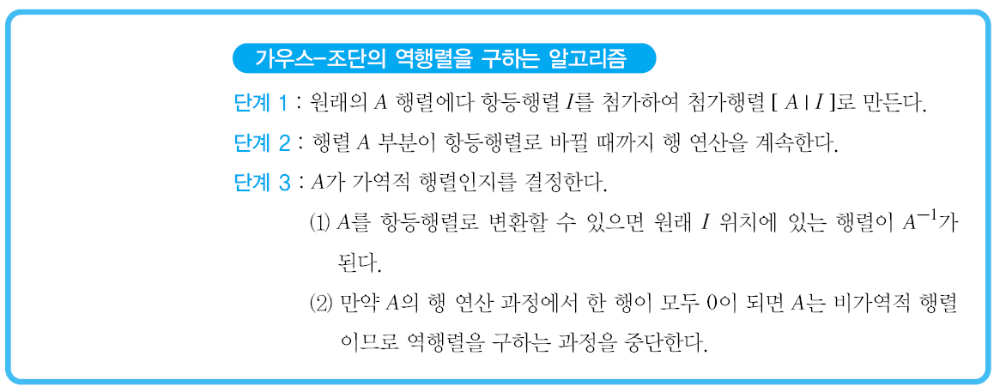 가우스-조단의 역행렬을 구하는 알고리즘
단계 1 : 원래의 A 행렬에다 항등행렬 I를 첨가하여 첨가행렬 [ A | I ]로 만든다.
단계 2 : 행렬 A 부분이 항등행렬로 바뀔 때까지 행 연산을 계속한다.
단계 3 : A가 가역적 행렬인지를 결정한다.
(1) A를 항등행렬로 변환할 수 있으면 원래 I 위치에 있는 행렬이 A⁻¹가
된다.
(2) 만약 A의 행 연산 과정에서 한 행이 모두 0이 되면 A는 비가역적 행렬
이므로 역행렬을 구하는 과정을 중단한다.